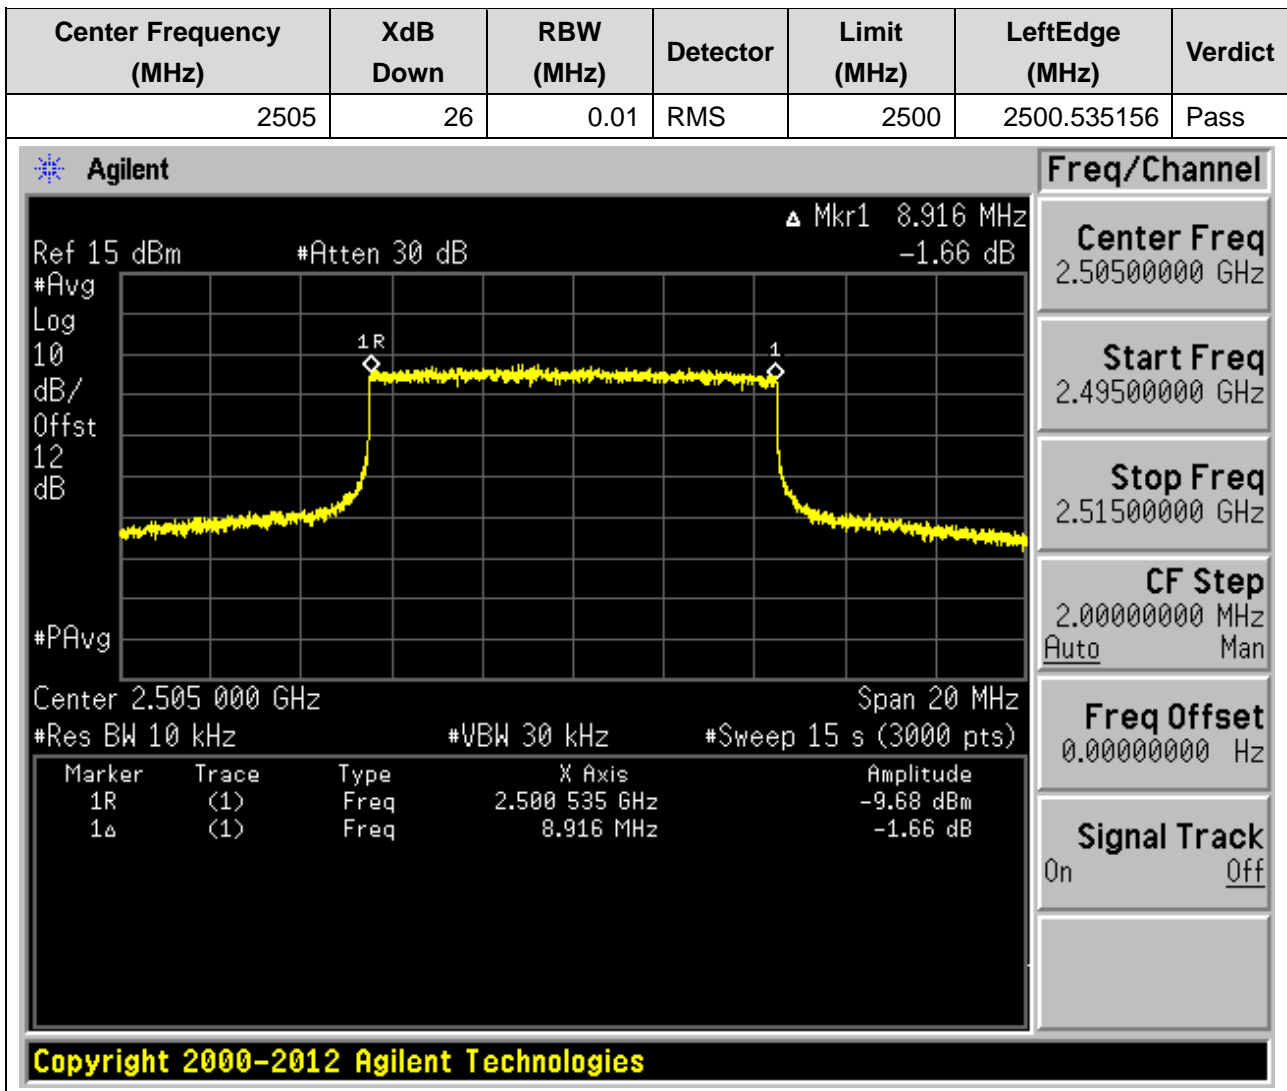 Center Frequency (MHz) XdB Down RBW (MHz) Detector Limit (MHz) LeftEdge (MHz) Verdict
2505 26 0.01 RMS 2500 2500.535156 Pass
Agilent
Freq/Channel
Δ Mkr1 8.916 MHz
Ref 15 dBm #Atten 30 dB -1.66 dB
#Avg
Log
10
dB/
Offst
12
dB
1R
1
#PAvg
Center 2.505 000 GHz Span 20 MHz
#Res BW 10 kHz #VBW 30 kHz #Sweep 15 s (3000 pts)
Marker Trace Type X Axis Amplitude
1R (1) Freq 2.500 535 GHz -9.68 dBm
1Δ (1) Freq 8.916 MHz -1.66 dB
Center Freq
2.50500000 GHz
Start Freq
2.49500000 GHz
Stop Freq
2.51500000 GHz
CF Step
2.00000000 MHz
Auto Man
Freq Offset
0.00000000 Hz
Signal Track
On Off
Copyright 2000-2012 Agilent Technologies